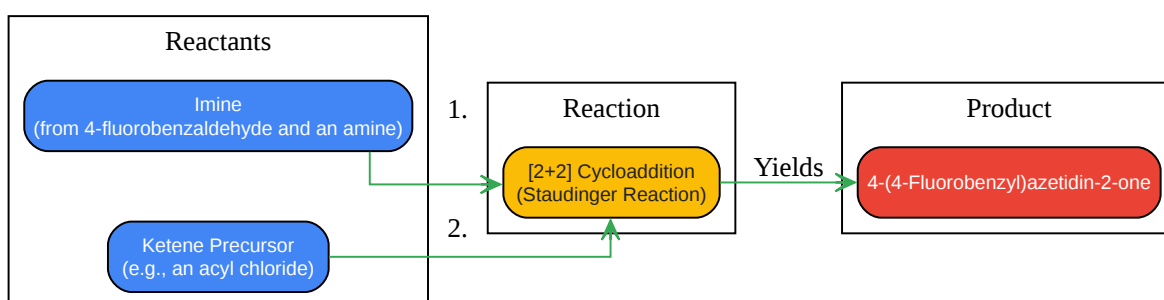 Reactants
Imine
(from 4-fluorobenzaldehyde and an amine)
Ketene Precursor
(e.g., an acyl chloride)
1.
2.
Reaction
[2+2] Cycloaddition
(Staudinger Reaction)
Yields
Product
4-(4-Fluorobenzyl)azetidin-2-one